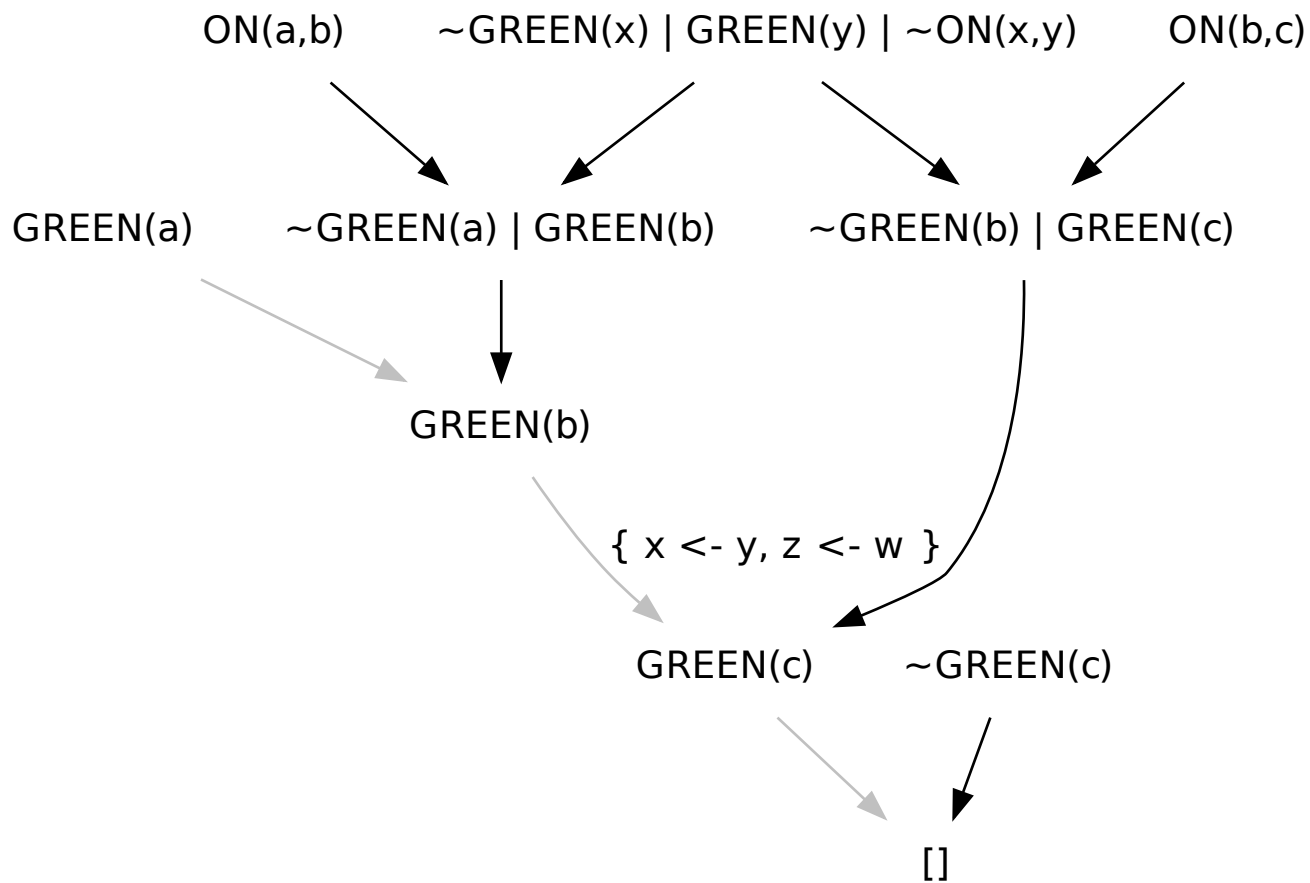 ON(a,b) ~GREEN(x) | GREEN(y) | ~ON(x,y) ON(b,c)
GREEN(a) ~GREEN(a) | GREEN(b) ~GREEN(b) | GREEN(c)
GREEN(b)
{ x <- y, z <- w }
GREEN(c) ~GREEN(c)
[]